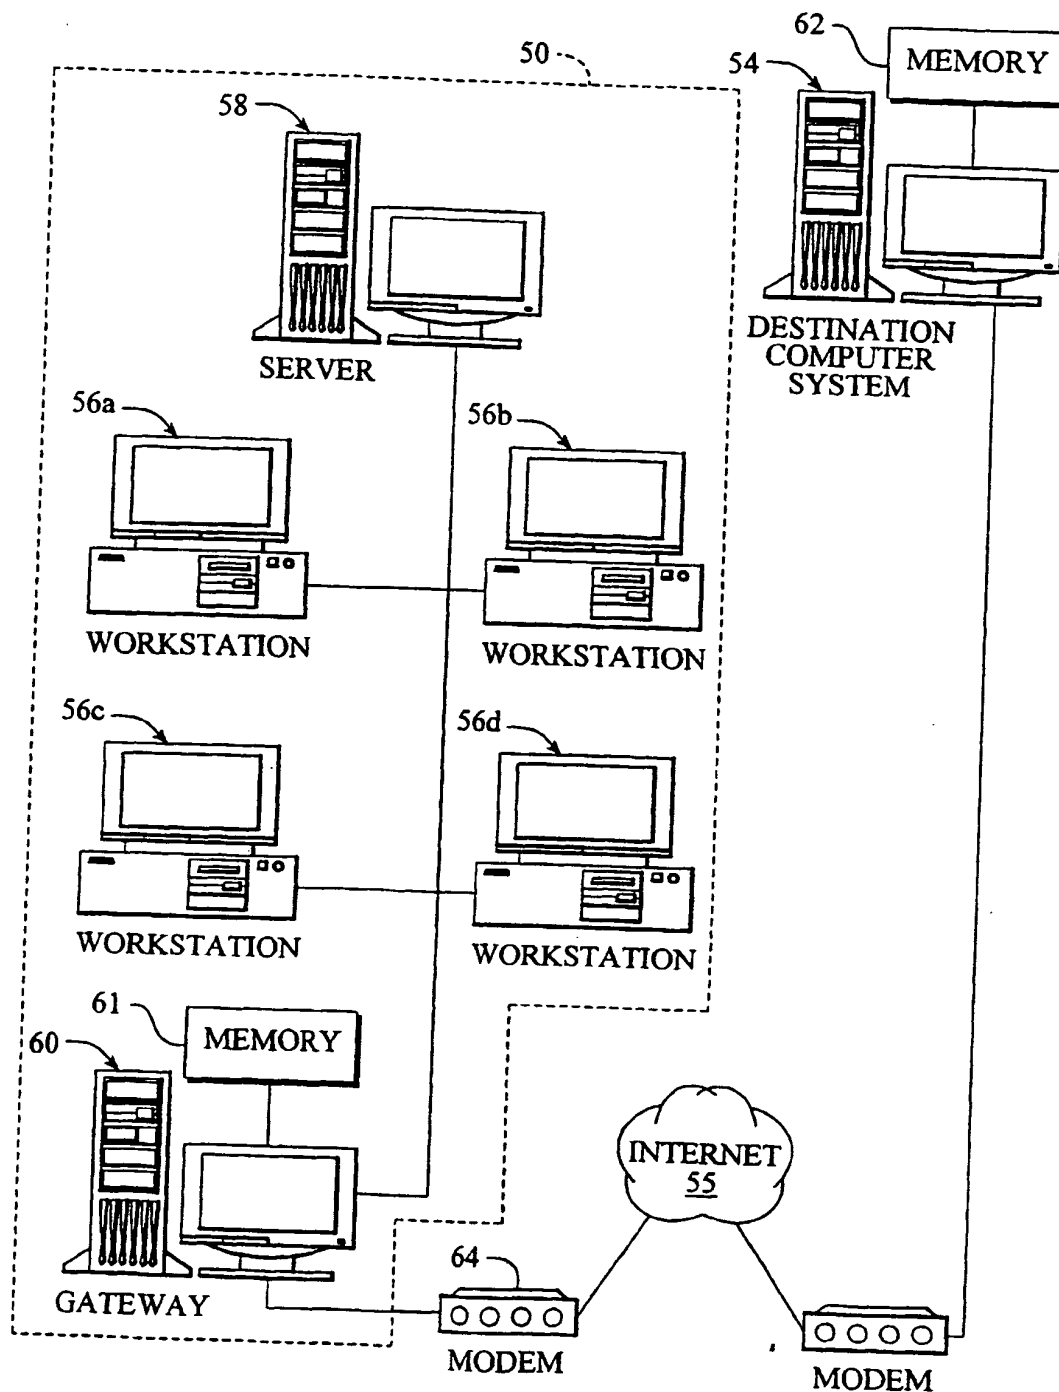 62
MEMORY
50
54
58
DESTINATION
COMPUTER
SYSTEM
SERVER
56a
56b
WORKSTATION
WORKSTATION
56c
56d
WORKSTATION
WORKSTATION
61
MEMORY
60
INTERNET
55
64
GATEWAY
MODEM
MODEM